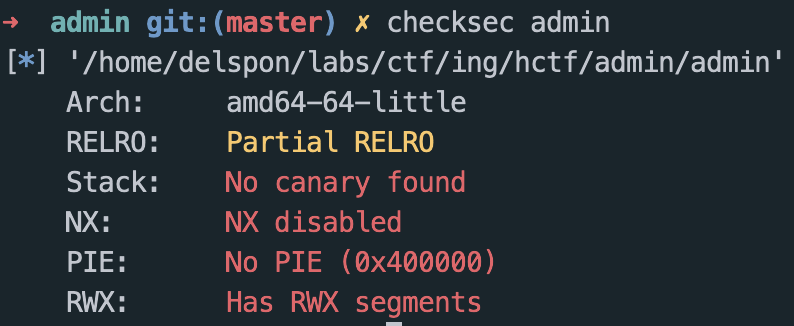 → admin git:(master) ✗ checksec admin
[*] '/home/delspon/labs/ctf/ing/hctf/admin/admin'
Arch: amd64-64-little
RELRO: Partial RELRO
Stack: No canary found
NX: NX disabled
PIE: No PIE (0x400000)
RWX: Has RWX segments